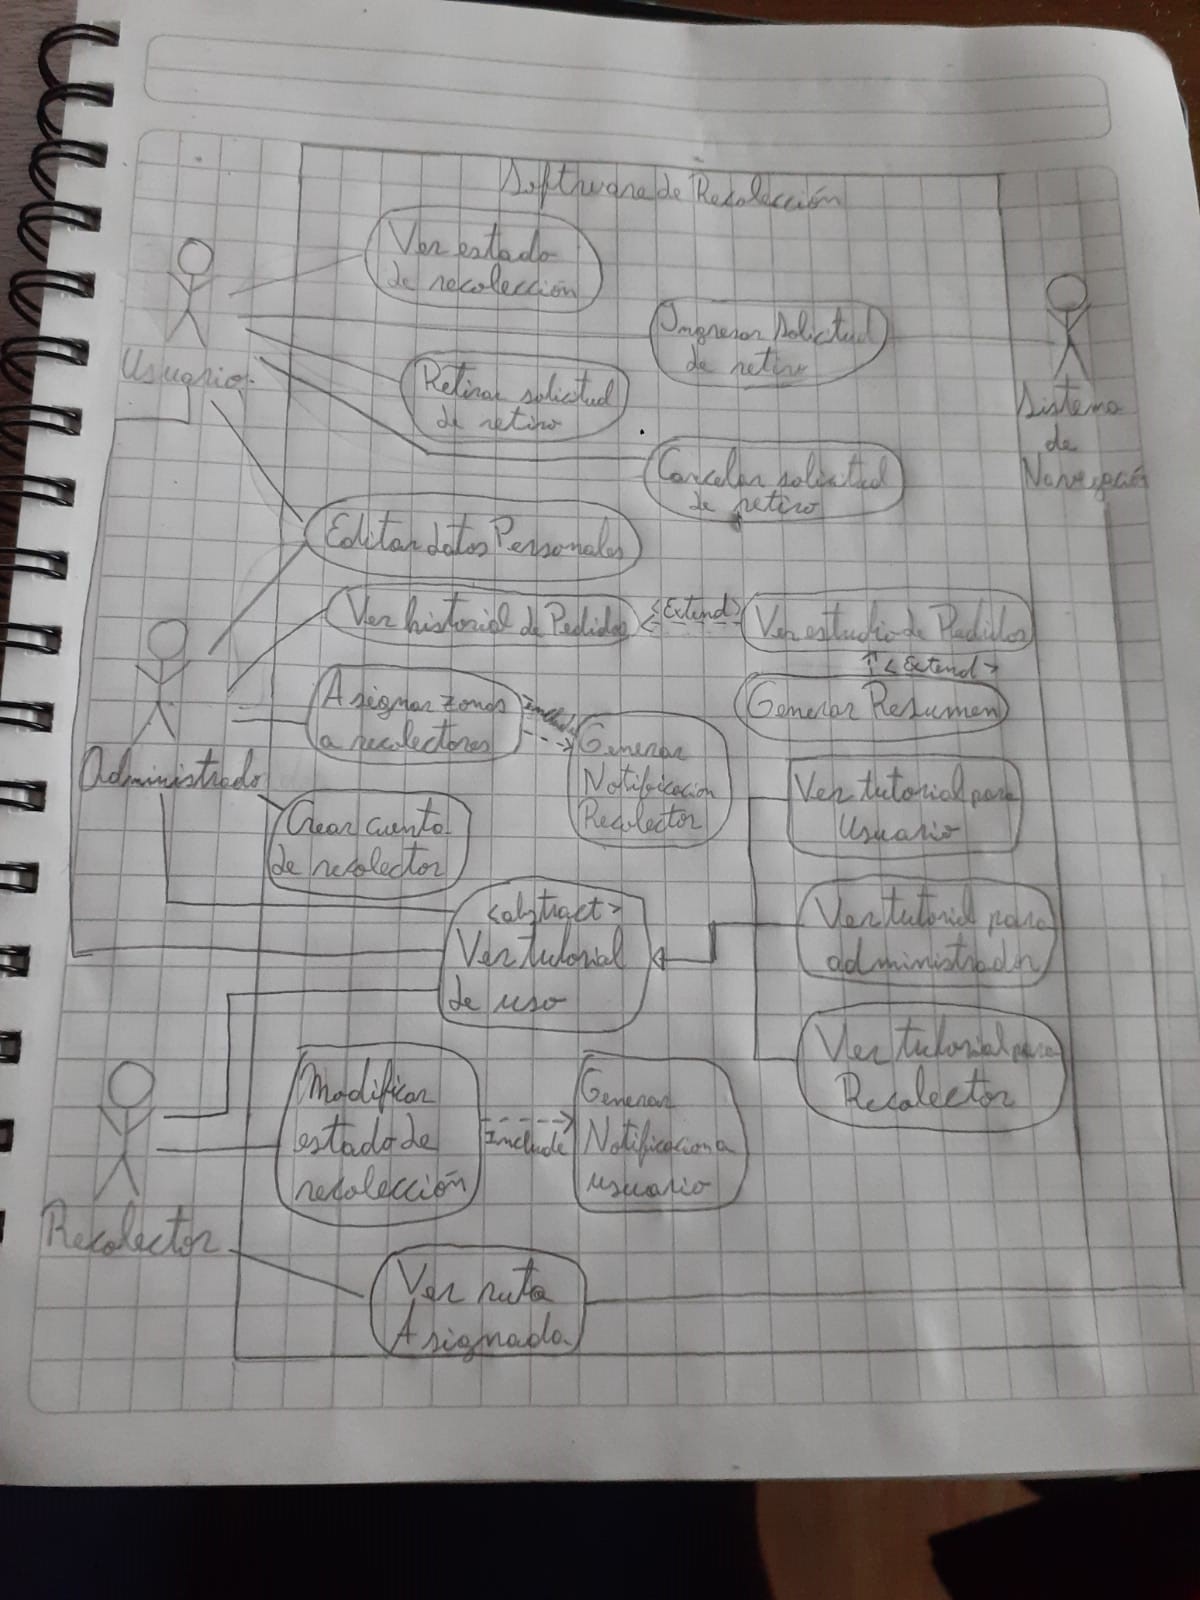 Software de Recolección
Ver estado
de recolección
Ingresar solicitud
de retiro
Usuario
Retirar solicitud
de retiro
Sistema
de
Navegación
Cancelar solicitud
de retiro
Editar datos Personales
Ver historial de Pedidos
<Extend>
Ver estudio de Pedidos
<Extend>
Generar Resumen
Asignar zonas
a recolectores
Include
Generar
Notificacion
Recolector
Administrado
Ver tutorial para
Usuario
Crear cuenta
de recolector
<abstract>
Ver tutorial
de uso
Ver tutorial para
administrador
Ver tutorial para
Recolector
Modificar
estado de
recolección
Include
Generar
Notificacion a
usuario
Recolector
Ver ruta
Asignada